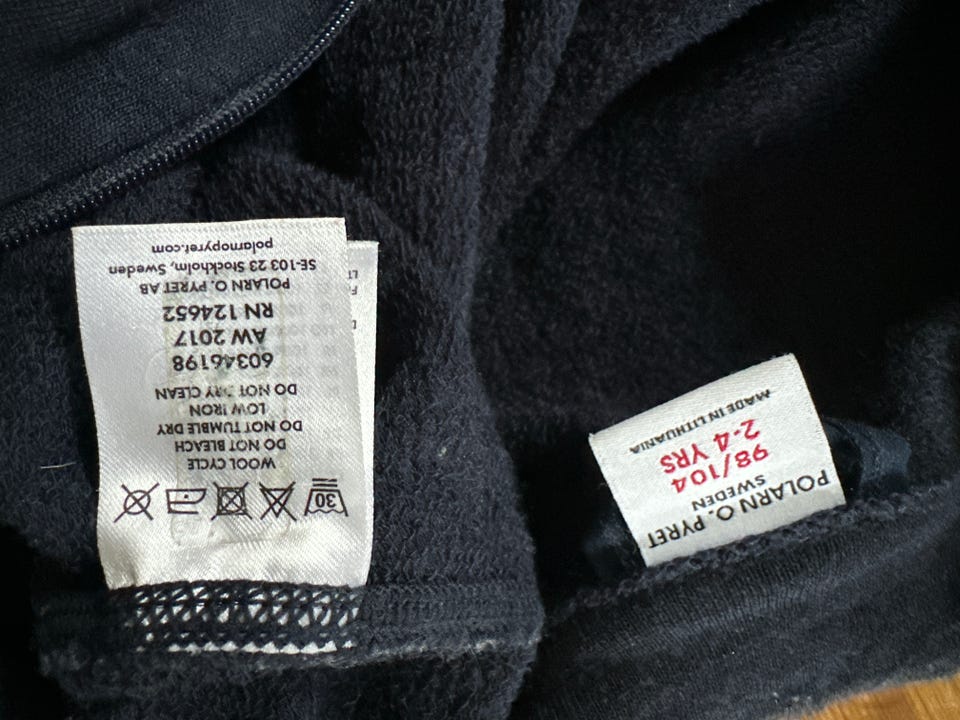 30
WOOL CYCLE
DO NOT BLEACH
DO NOT TUMBLE DRY
LOW IRON
DO NOT DRY CLEAN
60346198
AW 2017
RN 124652
POLARN O. PYRET AB
SE-103 23 Stockholm, Sweden
polarnopyret.com
POLARN O. PYRET
SWEDEN
98/104
2-4 YRS
MADE IN LITHUANIA